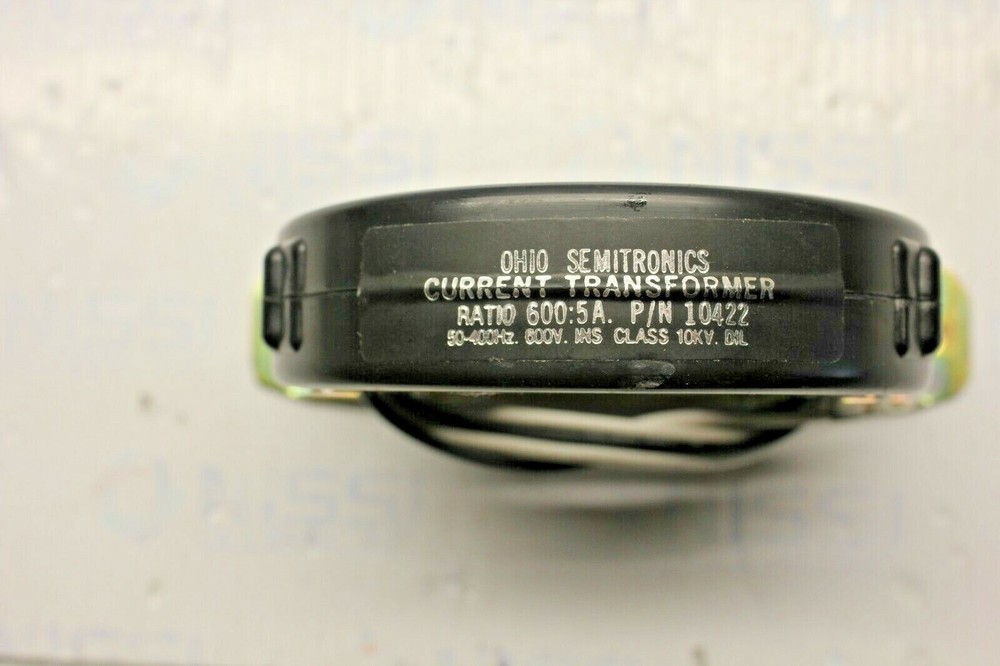 OHIO SEMITRONICS
CURRENT TRANSFORMER
RATIO 600:5A. P/N 10422
50-400Hz. 600V. INS CLASS 10KV. BIL